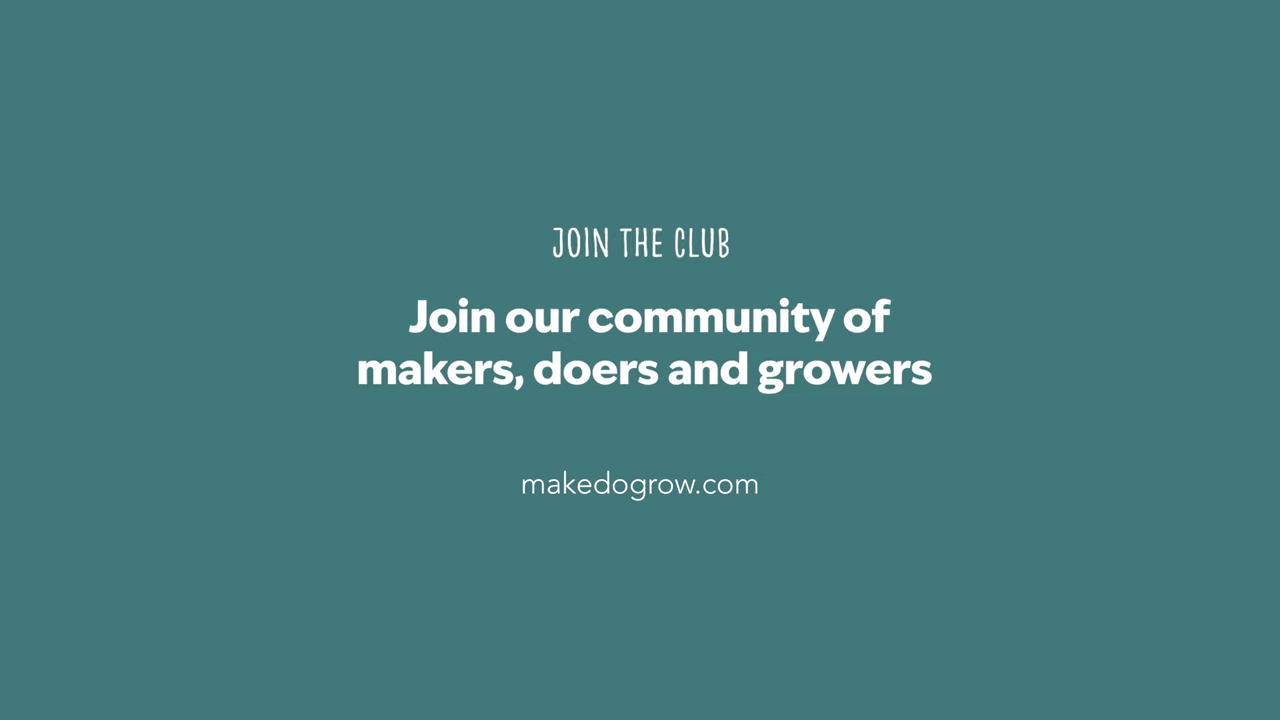 JOIN THE CLUB
Join our community of
makers, doers and growers
makedogrow.com